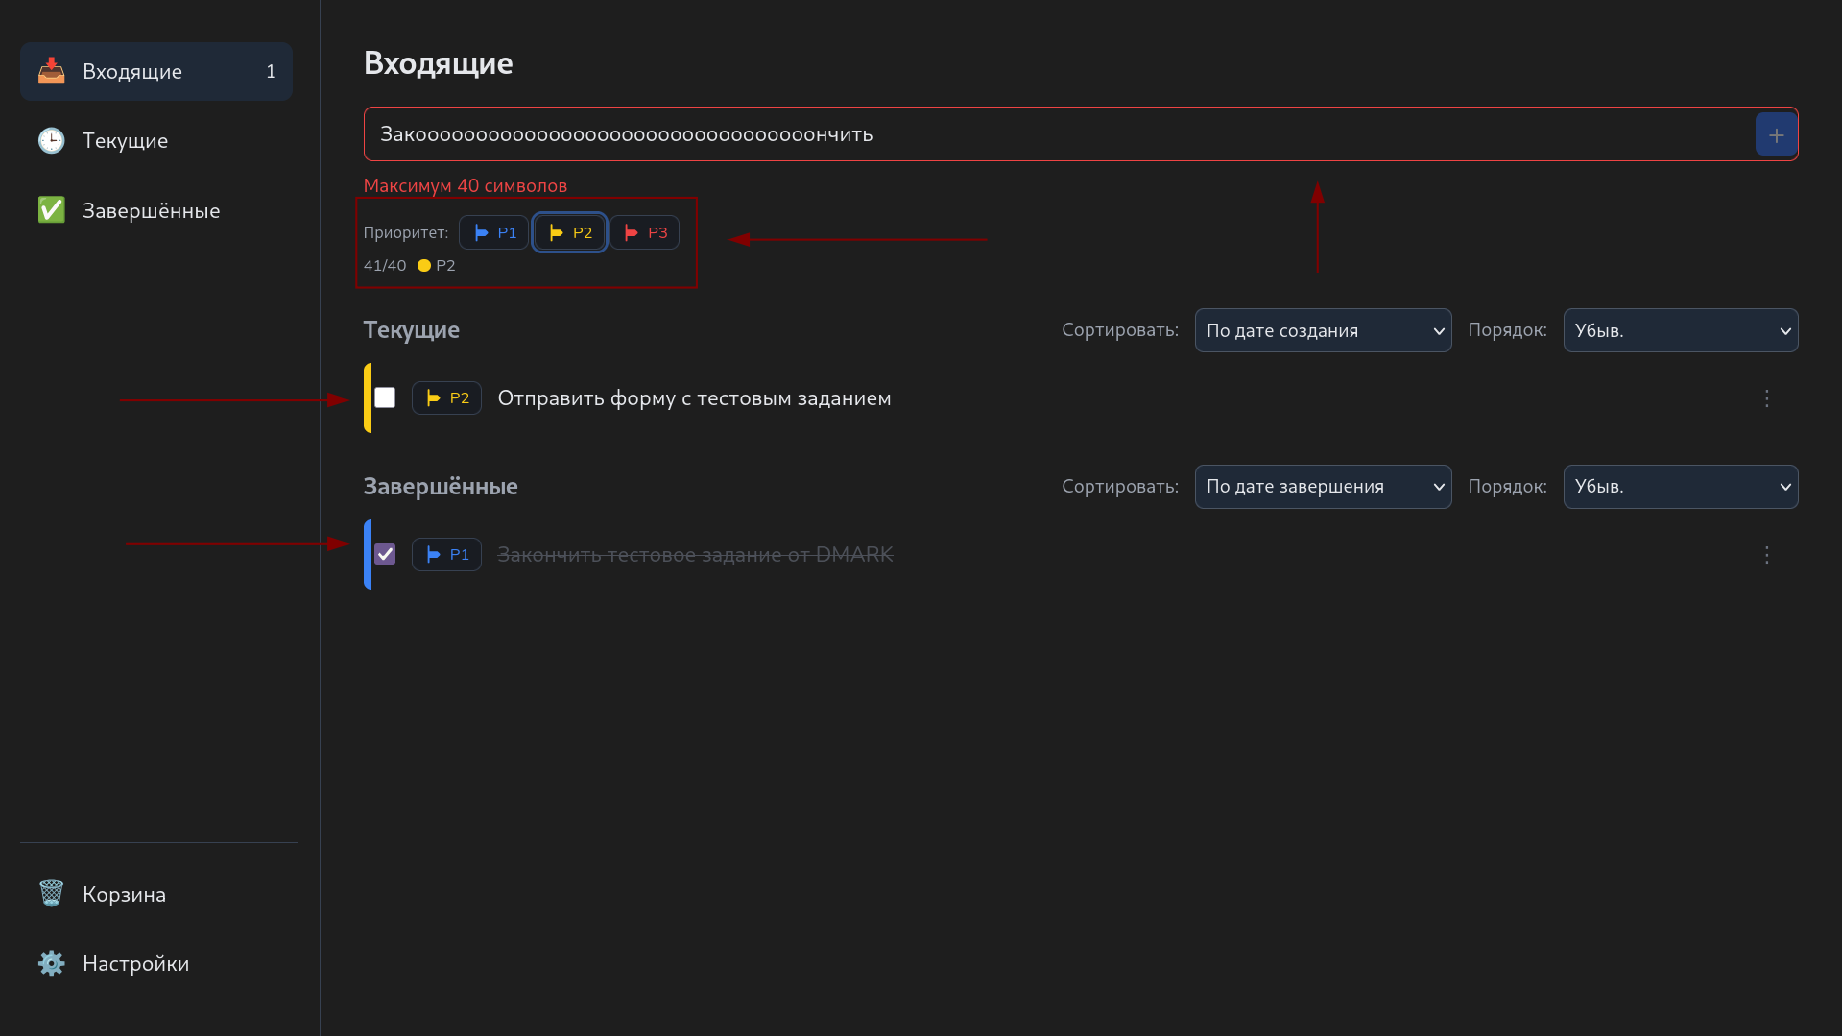 Входящие 1
Текущие
Завершённые
Корзина
Настройки
Входящие
Закооооооооооооооооооооооооооооооооончить
+
Максимум 40 символов
Приоритет: P1 P2 P3
41/40 P2
Текущие Сортировать: По дате создания Порядок: Убыв.
P2 Отправить форму с тестовым заданием
Завершённые Сортировать: По дате завершения Порядок: Убыв.
P1 Закончить тестовое задание от DMARK